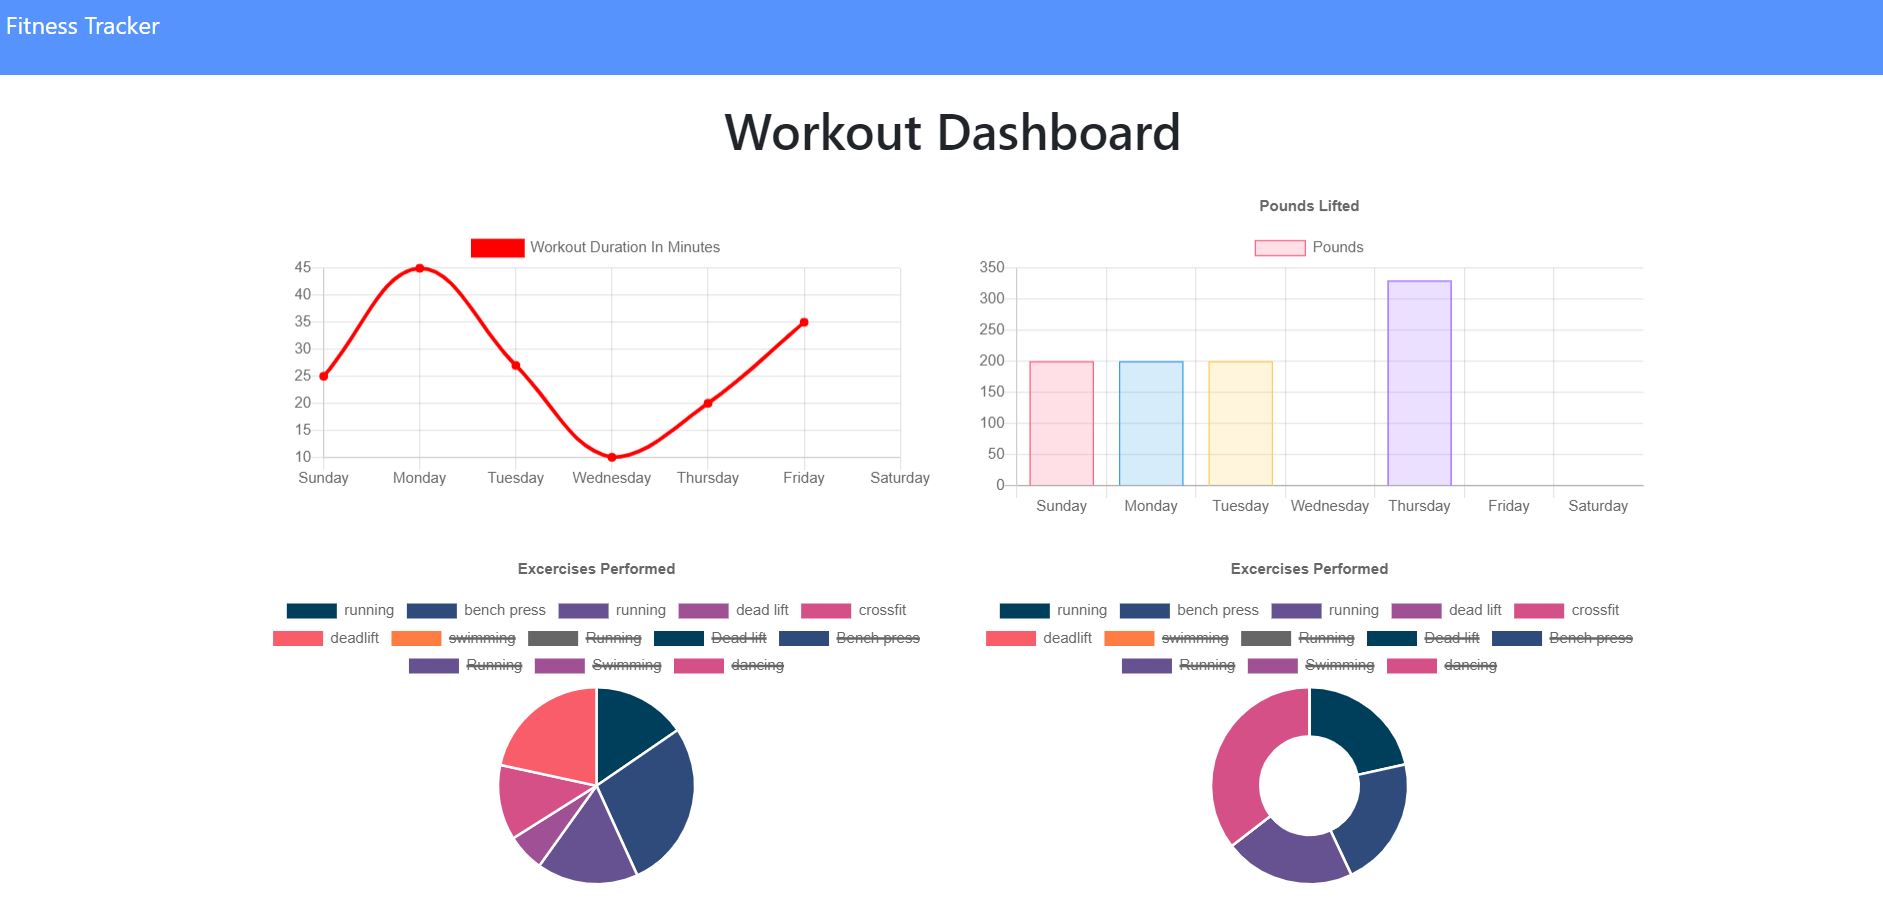 Fitness Tracker
Workout Dashboard
Workout Duration In Minutes
45
40
35
30
25
20
15
10
Sunday Monday Tuesday Wednesday Thursday Friday Saturday
Pounds Lifted
Pounds
350
300
250
200
150
100
50
0
Sunday Monday Tuesday Wednesday Thursday Friday Saturday
Excercises Performed
running bench press running dead lift crossfit
deadlift swimming Running Dead lift Bench press
Running Swimming dancing
Excercises Performed
running bench press running dead lift crossfit
deadlift swimming Running Dead lift Bench press
Running Swimming dancing